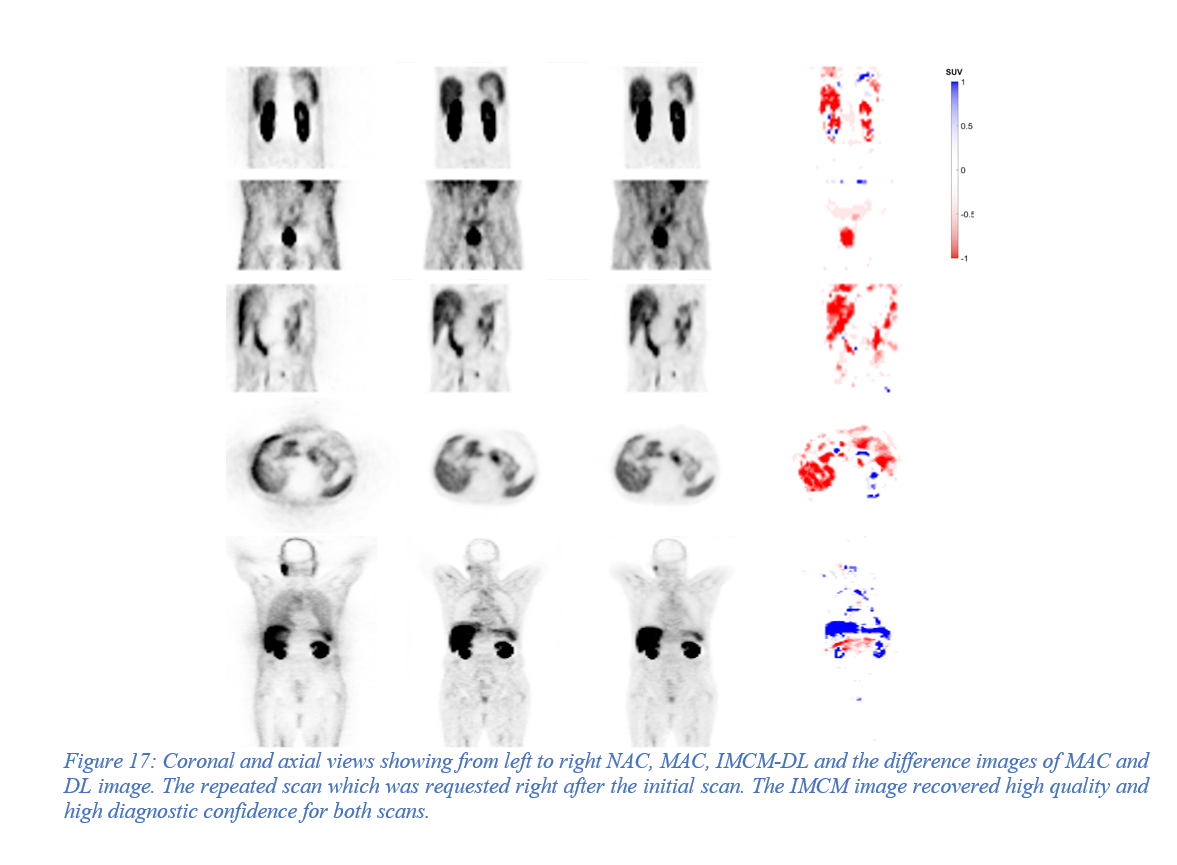 SUV
1
0.5
0
-0.5
-1
Figure 17: Coronal and axial views showing from left to right NAC, MAC, IMCM-DL and the difference images of MAC and
DL image. The repeated scan which was requested right after the initial scan. The IMCM image recovered high quality and
high diagnostic confidence for both scans.